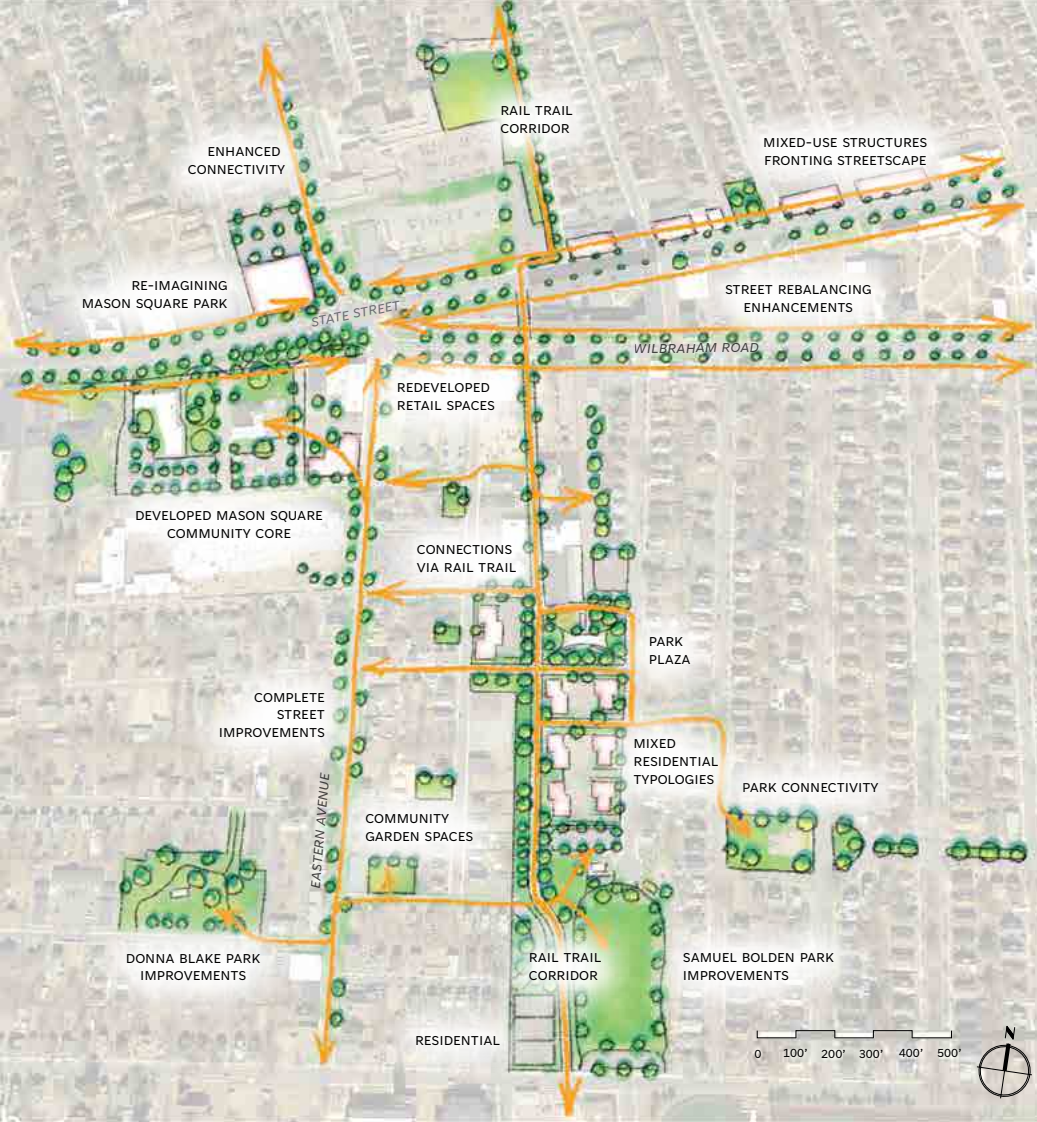 RAIL TRAIL
CORRIDOR
ENHANCED
CONNECTIVITY
MIXED-USE STRUCTURES
FRONTING STREETSCAPE
RE-IMAGINING
MASON SQUARE PARK
STATE STREET
STREET REBALANCING
ENHANCEMENTS
WILBRAHAM ROAD
REDEVELOPED
RETAIL SPACES
DEVELOPED MASON SQUARE
COMMUNITY CORE
CONNECTIONS
VIA RAIL TRAIL
PARK
PLAZA
COMPLETE
STREET
IMPROVEMENTS
MIXED
RESIDENTIAL
TYPOLOGIES
PARK CONNECTIVITY
EASTERN AVENUE
COMMUNITY
GARDEN SPACES
DONNA BLAKE PARK
IMPROVEMENTS
RAIL TRAIL
CORRIDOR
SAMUEL BOLDEN PARK
IMPROVEMENTS
RESIDENTIAL
0 100' 200' 300' 400' 500'
N